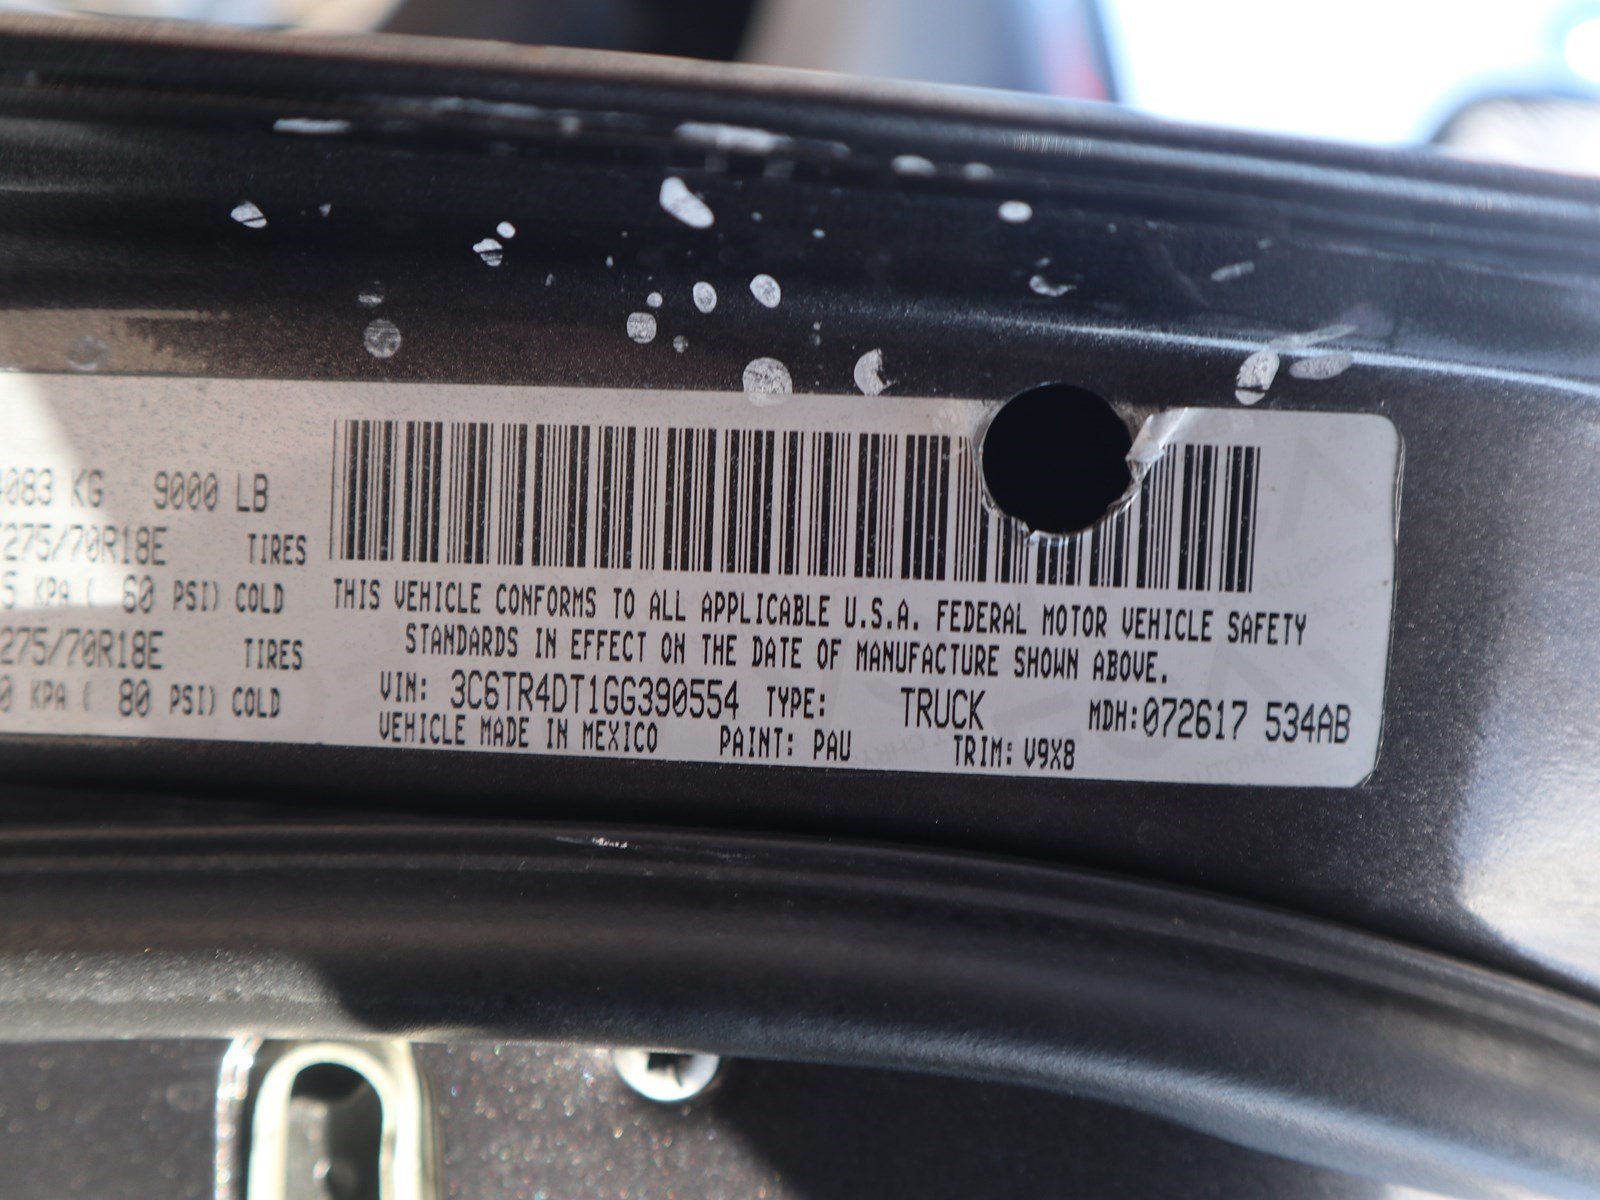 4083 KG 9000 LB
275/70R18E TIRES
5 KPA ( 60 PSI) COLD
275/70R18E TIRES
0 KPA ( 80 PSI) COLD
THIS VEHICLE CONFORMS TO ALL APPLICABLE U.S.A. FEDERAL MOTOR VEHICLE SAFETY
STANDARDS IN EFFECT ON THE DATE OF MANUFACTURE SHOWN ABOVE.
VIN: 3C6TR4DT1GG390554 TYPE: TRUCK MDH:072617 534AB
VEHICLE MADE IN MEXICO PAINT: PAU TRIM: V9X8